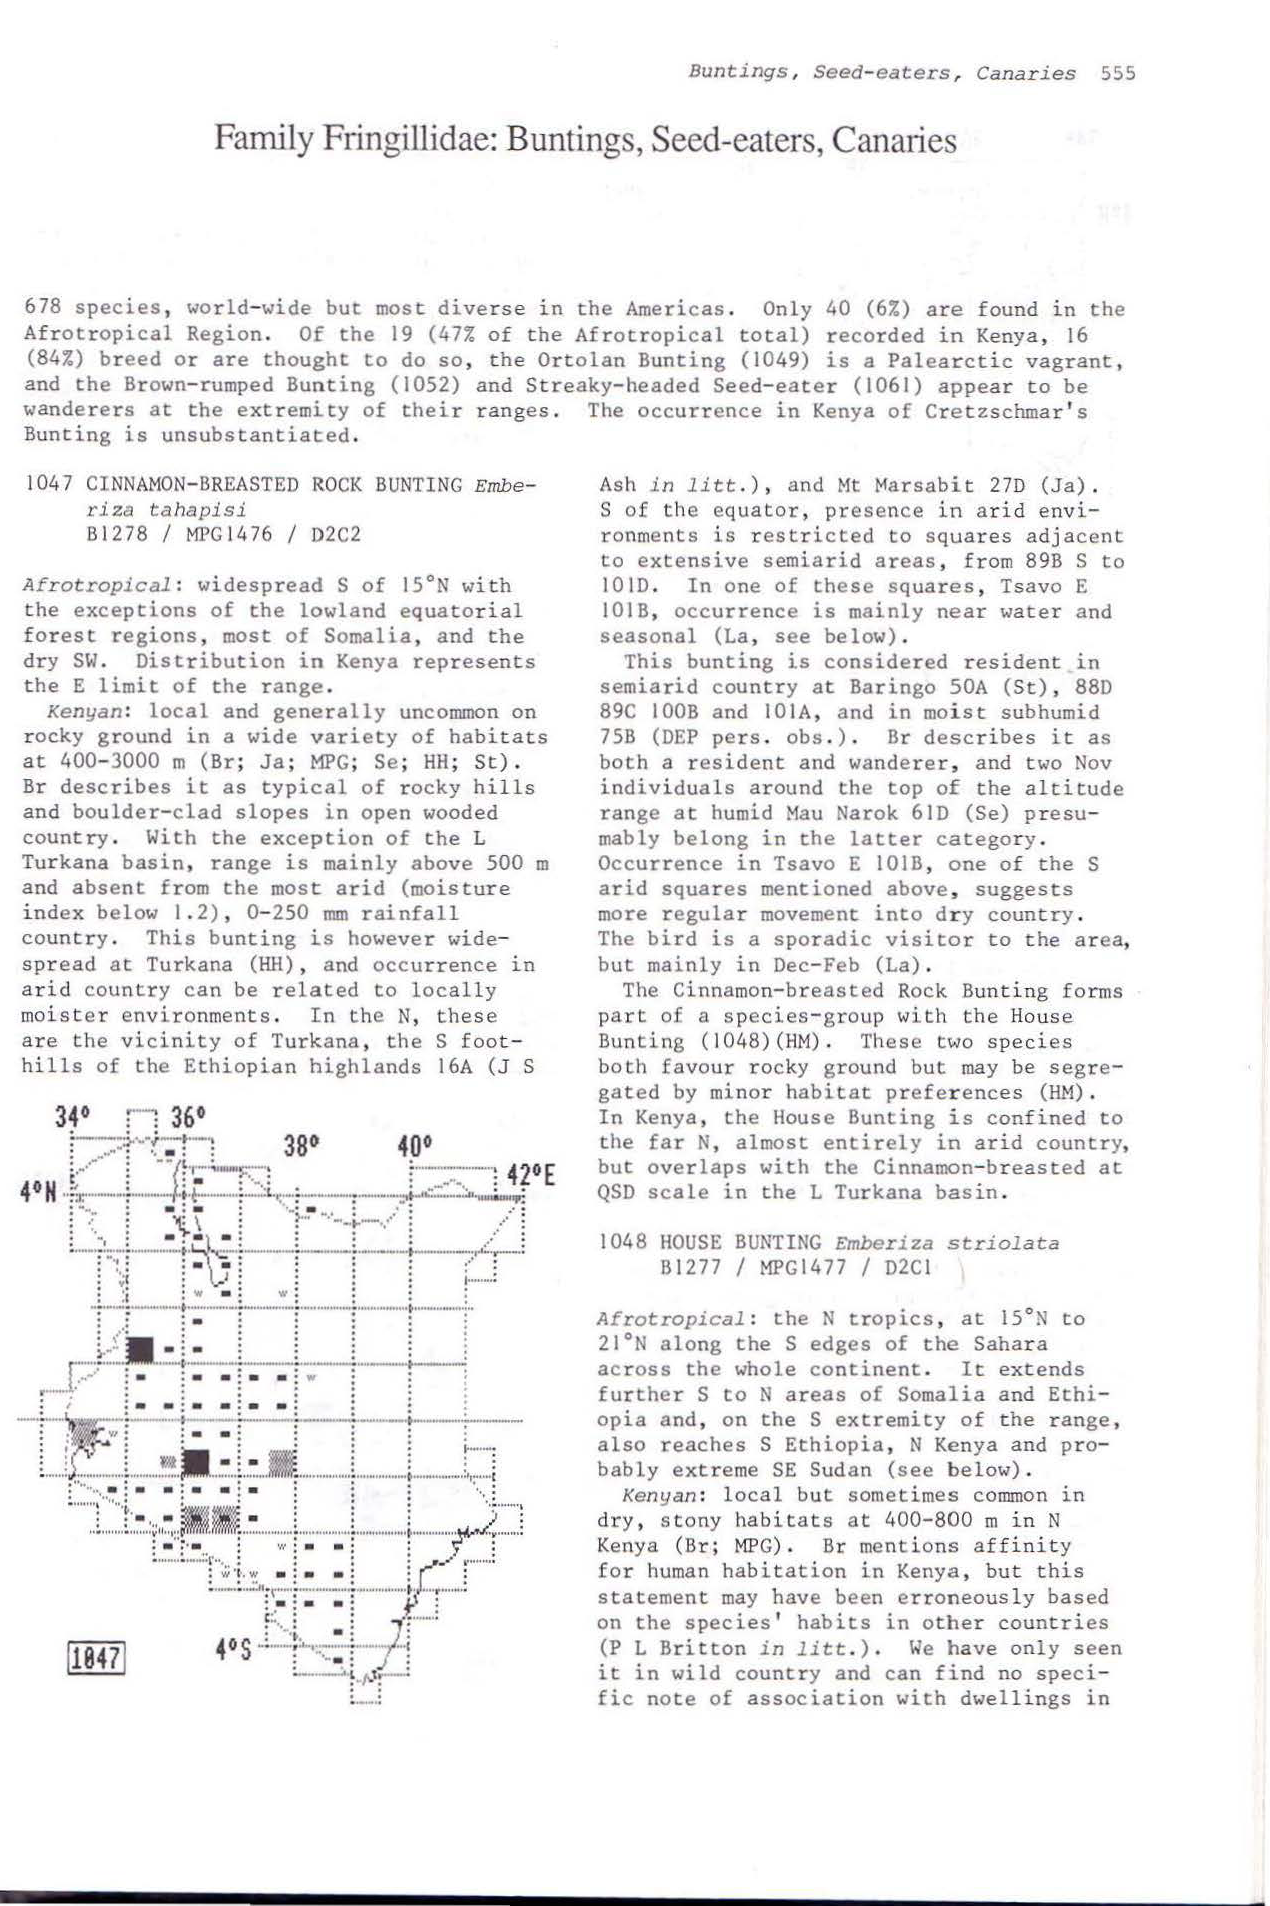 Buntings, Seed-eaters, Canaries 555
Family Fringillidae: Buntings, Seed-eaters, Canaries
678 species, world-wide but most diverse in the Americas. Only 40 (6%) are found in the
Afrotropical Region. Of the 19 (47% of the Afrotropical total) recorded in Kenya, 16
(84%) breed or are thought to do so, the Ortolan Bunting (1049) is a Palearctic vagrant,
and the Brown-rumped Bunting (1052) and Streaky-headed Seed-eater (1061) appear to be
wanderers at the extremity of their ranges. The occurrence in Kenya of Cretzschmar's
Bunting is unsubstantiated.
1047 CINNAMON-BREASTED ROCK BUNTING Embe-
riza tahapisi
B1278 / MPG1476 / D2C2
Afrotropical: widespread S of 15°N with
the exceptions of the lowland equatorial
forest regions, most of Somalia, and the
dry SW. Distribution in Kenya represents
the E limit of the range.
Kenyan: local and generally uncommon on
rocky ground in a wide variety of habitats
at 400-3000 m (Br; Ja; MPG; Se; HH; St).
Br describes it as typical of rocky hills
and boulder-clad slopes in open wooded
country. With the exception of the L
Turkana basin, range is mainly above 500 m
and absent from the most arid (moisture
index below 1.2), 0-250 mm rainfall
country. This bunting is however wide-
spread at Turkana (HH), and occurrence in
arid country can be related to locally
moister environments. In the N, these
are the vicinity of Turkana, the S foot-
hills of the Ethiopian highlands 16A (J S
34° 36°
38° 40°
42°E
4°N
4°S
1047
Ash in litt.), and Mt Marsabit 27D (Ja).
S of the equator, presence in arid envi-
ronments is restricted to squares adjacent
to extensive semiarid areas, from 89B S to
101D. In one of these squares, Tsavo E
101B, occurrence is mainly near water and
seasonal (La, see below).
This bunting is considered resident in
semiarid country at Baringo 50A (St), 88D
89C 100B and 101A, and in moist subhumid
75B (DEP pers. obs.). Br describes it as
both a resident and wanderer, and two Nov
individuals around the top of the altitude
range at humid Mau Narok 61D (Se) presu-
mably belong in the latter category.
Occurrence in Tsavo E 101B, one of the S
arid squares mentioned above, suggests
more regular movement into dry country.
The bird is a sporadic visitor to the area,
but mainly in Dec-Feb (La).
The Cinnamon-breasted Rock Bunting forms
part of a species-group with the House
Bunting (1048)(HM). These two species
both favour rocky ground but may be segre-
gated by minor habitat preferences (HM).
In Kenya, the House Bunting is confined to
the far N, almost entirely in arid country,
but overlaps with the Cinnamon-breasted at
QSD scale in the L Turkana basin.
1048 HOUSE BUNTING Emberiza striolata
B1277 / MPG1477 / D2C1
Afrotropical: the N tropics, at 15°N to
21°N along the S edges of the Sahara
across the whole continent. It extends
further S to N areas of Somalia and Ethi-
opia and, on the S extremity of the range,
also reaches S Ethiopia, N Kenya and pro-
bably extreme SE Sudan (see below).
Kenyan: local but sometimes common in
dry, stony habitats at 400-800 m in N
Kenya (Br; MPG). Br mentions affinity
for human habitation in Kenya, but this
statement may have been erroneously based
on the species' habits in other countries
(P L Britton in litt.). We have only seen
it in wild country and can find no speci-
fic note of association with dwellings in